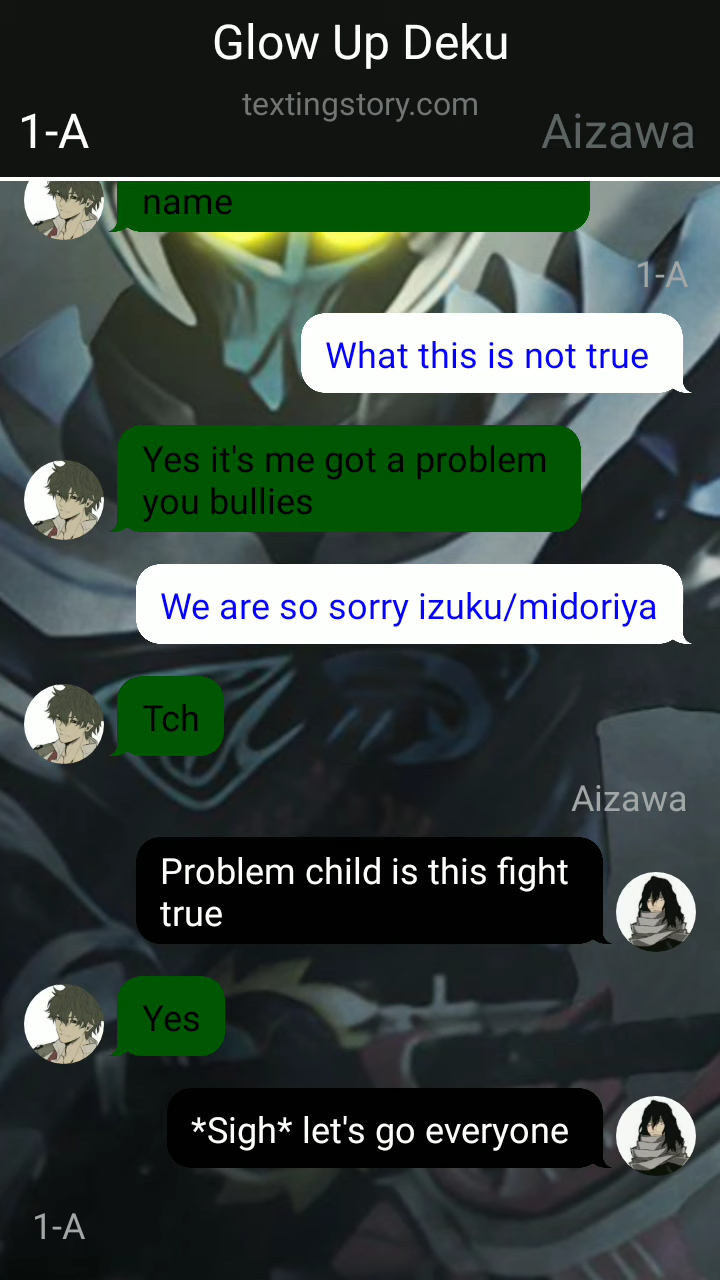 Glow Up Deku
textingstory.com
1-A
Aizawa
name
1-A
What this is not true
Yes it's me got a problem
you bullies
We are so sorry izuku/midoriya
Tch
Aizawa
Problem child is this fight
true
Yes
*Sigh* let's go everyone
1-A